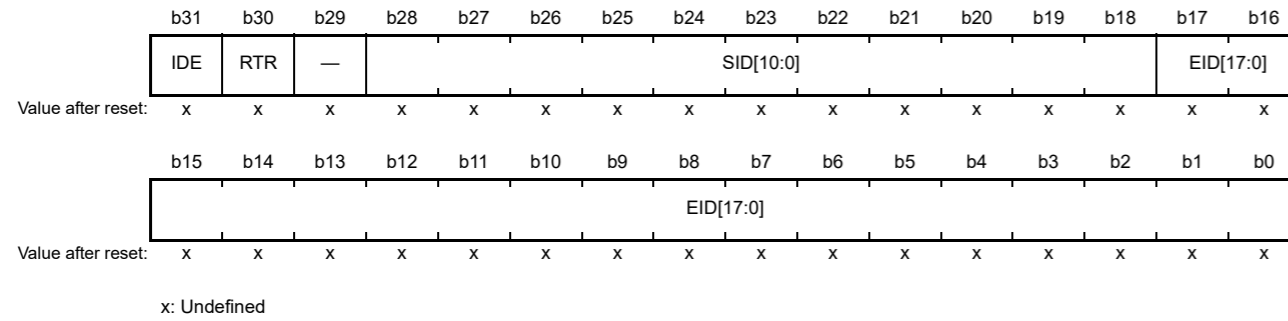 b31 b30 b29 b28 b27 b26 b25 b24 b23 b22 b21 b20 b19 b18 b17 b16
IDE RTR — SID[10:0] EID[17:0]
Value after reset: x x x x x x x x x x x x x x x x
b15 b14 b13 b12 b11 b10 b9 b8 b7 b6 b5 b4 b3 b2 b1 b0
EID[17:0]
Value after reset: x x x x x x x x x x x x x x x x
x: Undefined